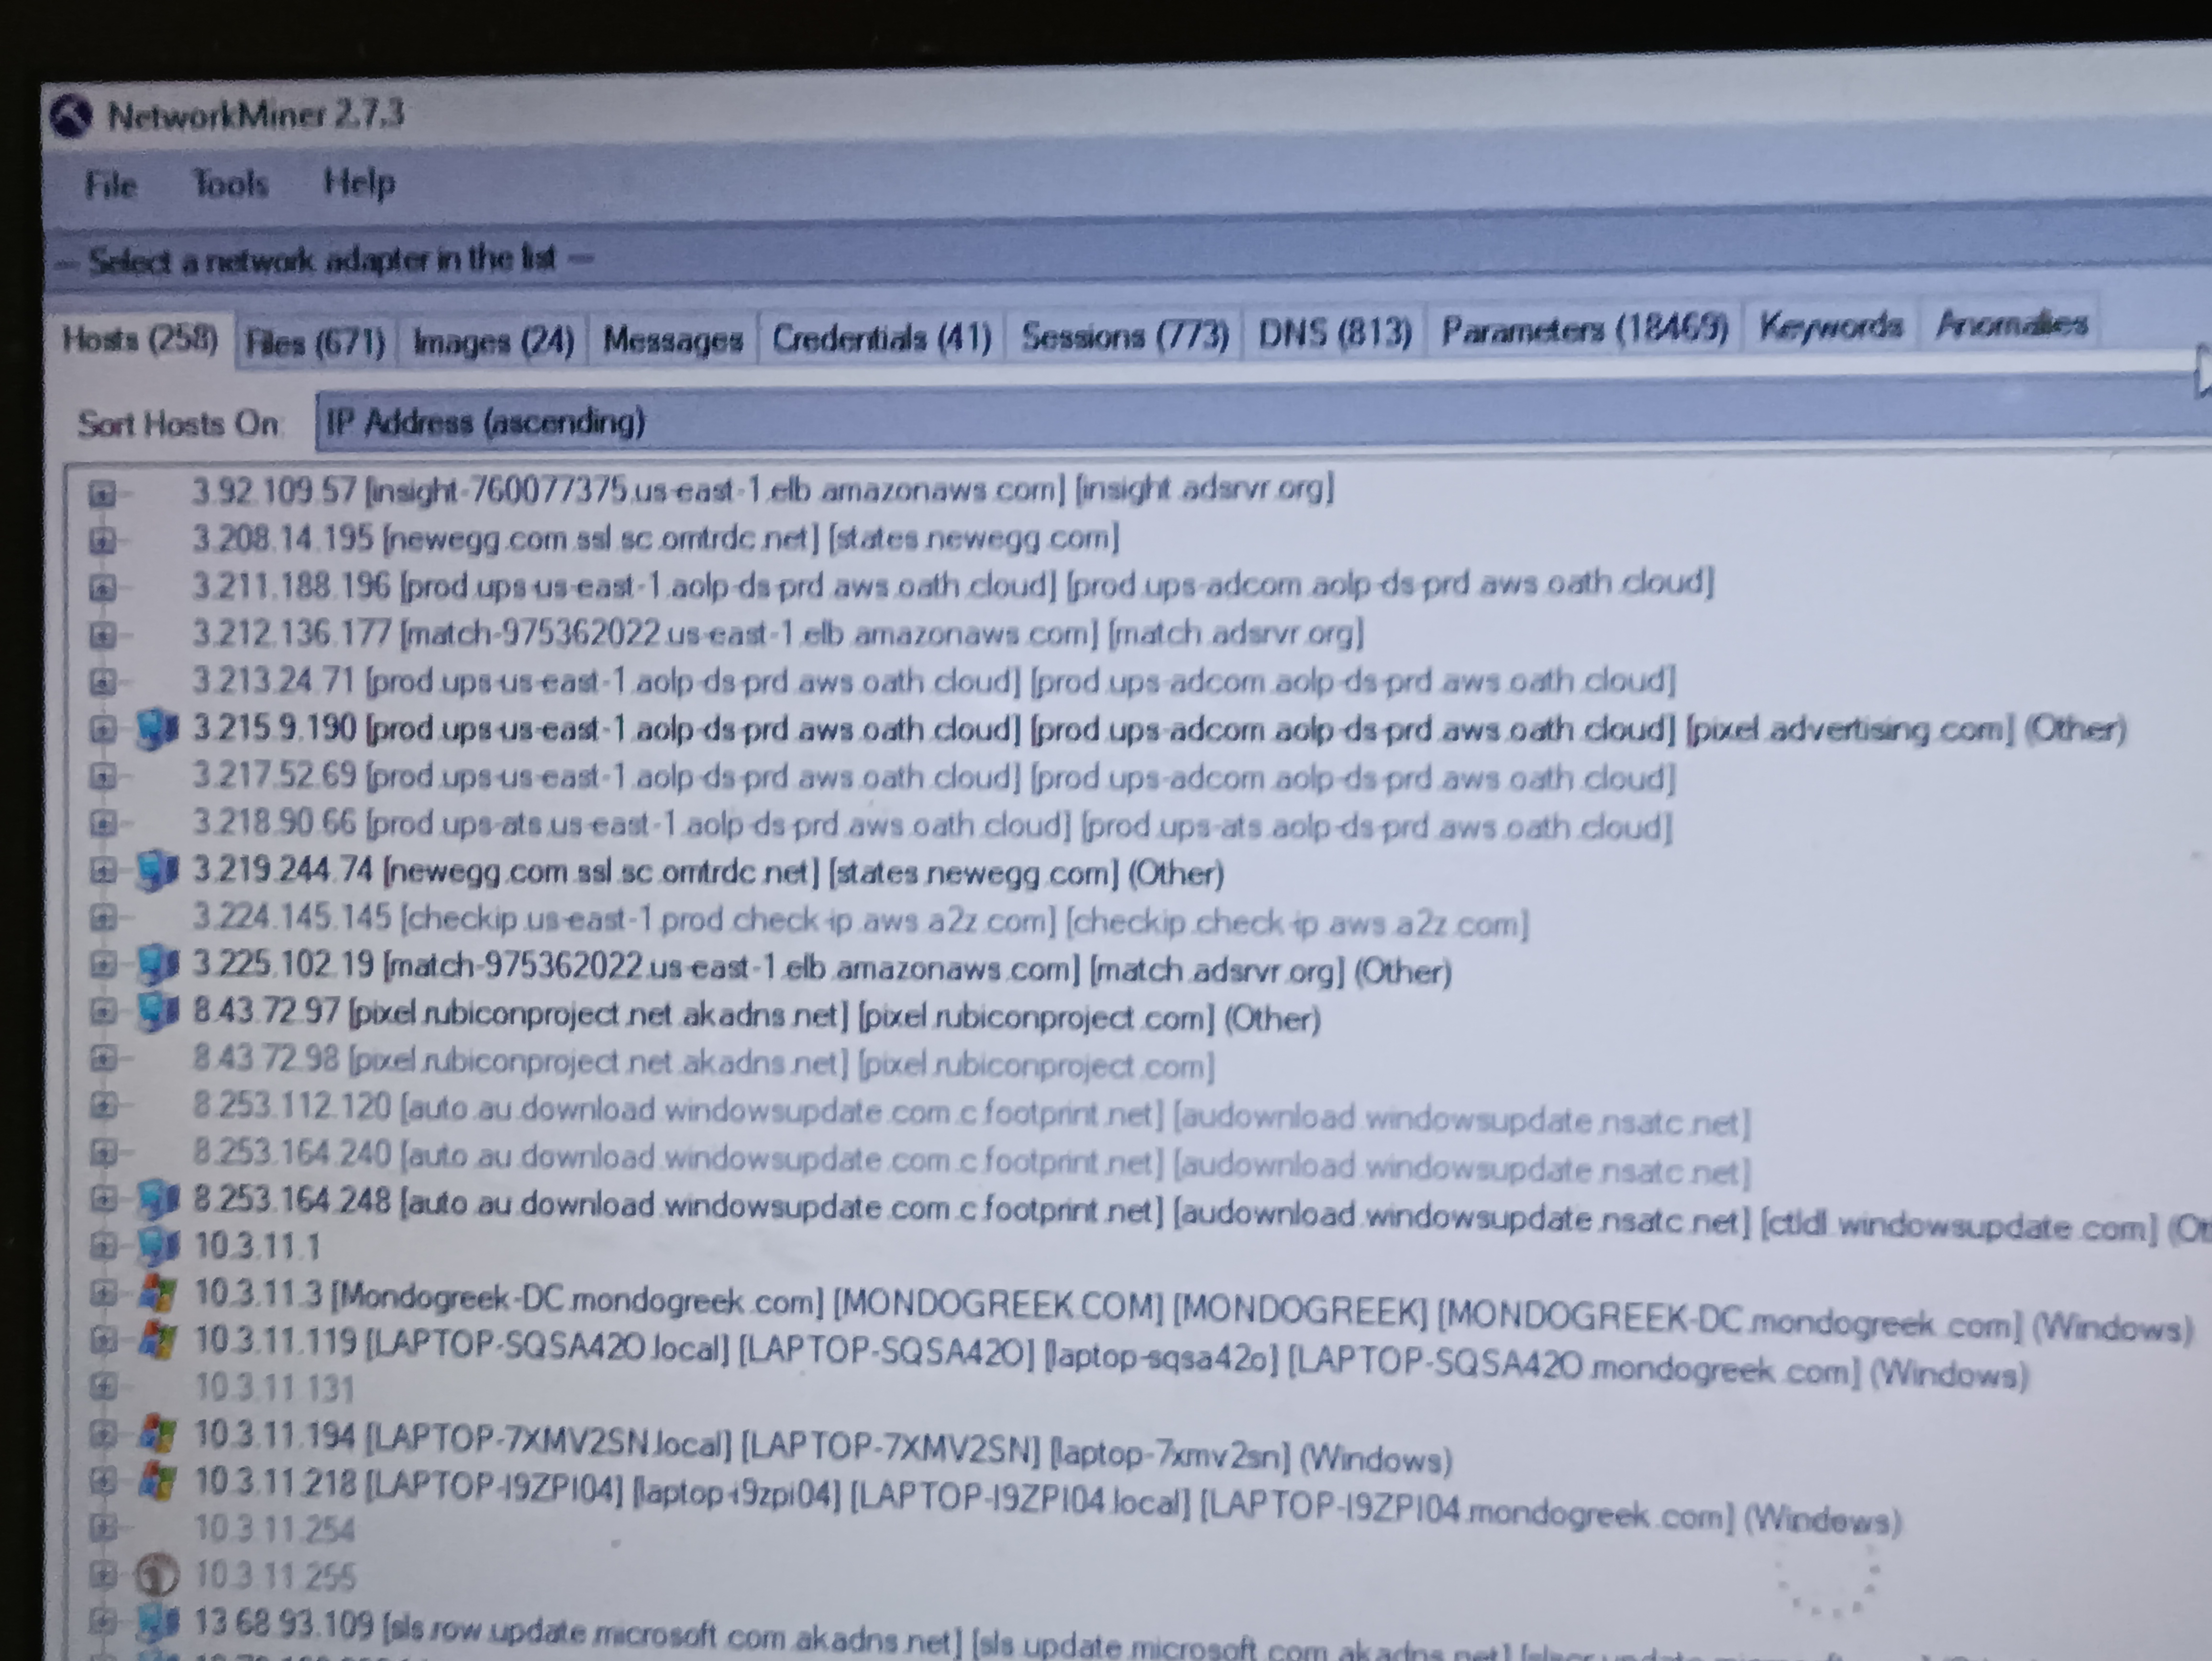 NetworkMiner 2.7.3
File Tools Help
--- Select a network adapter in the list ---
Hosts (258) Files (671) Images (24) Messages Credentials (41) Sessions (773) DNS (813) Parameters (18469) Keywords Anomalies
Sort Hosts On: IP Address (ascending)
3.92.109.57 [insight-760077375.us-east-1.elb.amazonaws.com] [insight.adsrvr.org]
3.208.14.195 [newegg.com.ssl.sc.omtrdc.net] [states.newegg.com]
3.211.188.196 [prod.ups-us-east-1.aolp-ds-prd.aws.oath.cloud] [prod.ups-adcom.aolp-ds-prd.aws.oath.cloud]
3.212.136.177 [match-975362022.us-east-1.elb.amazonaws.com] [match.adsrvr.org]
3.213.24.71 [prod.ups-us-east-1.aolp-ds-prd.aws.oath.cloud] [prod.ups-adcom.aolp-ds-prd.aws.oath.cloud]
3.215.9.190 [prod.ups-us-east-1.aolp-ds-prd.aws.oath.cloud] [prod.ups-adcom.aolp-ds-prd.aws.oath.cloud] [pixel.advertising.com] (Other)
3.217.52.69 [prod.ups-us-east-1.aolp-ds-prd.aws.oath.cloud] [prod.ups-adcom.aolp-ds-prd.aws.oath.cloud]
3.218.90.66 [prod.ups-ats.us-east-1.aolp-ds-prd.aws.oath.cloud] [prod.ups-ats.aolp-ds-prd.aws.oath.cloud]
3.219.244.74 [newegg.com.ssl.sc.omtrdc.net] [states.newegg.com] (Other)
3.224.145.145 [checkip.us-east-1.prod.check-ip.aws.a2z.com] [checkip.check-ip.aws.a2z.com]
3.225.102.19 [match-975362022.us-east-1.elb.amazonaws.com] [match.adsrvr.org] (Other)
8.43.72.97 [pixel.rubiconproject.net.akadns.net] [pixel.rubiconproject.com] (Other)
8.43.72.98 [pixel.rubiconproject.net.akadns.net] [pixel.rubiconproject.com]
8.253.112.120 [auto.au.download.windowsupdate.com.c.footprint.net] [audownload.windowsupdate.nsatc.net]
8.253.164.240 [auto.au.download.windowsupdate.com.c.footprint.net] [audownload.windowsupdate.nsatc.net]
8.253.164.248 [auto.au.download.windowsupdate.com.c.footprint.net] [audownload.windowsupdate.nsatc.net] [ctldl.windowsupdate.com]
10.3.11.1
10.3.11.3 [Mondogreek-DC.mondogreek.com] [MONDOGREEK.COM] [MONDOGREEK] [MONDOGREEK-DC.mondogreek.com] (Windows)
10.3.11.119 [LAPTOP-SQSA42O.local] [LAPTOP-SQSA42O] [laptop-sqsa42o] [LAPTOP-SQSA42O.mondogreek.com] (Windows)
10.3.11.131
10.3.11.194 [LAPTOP-7XMV2SN.local] [LAPTOP-7XMV2SN] [laptop-7xmv2sn] (Windows)
10.3.11.218 [LAPTOP-I9ZPI04] [laptop-i9zpi04] [LAPTOP-I9ZPI04.local] [LAPTOP-I9ZPI04.mondogreek.com] (Windows)
10.3.11.254
10.3.11.255
13.68.93.109 [sls.row.update.microsoft.com.akadns.net] [sls.update.microsoft.com.akadns.net]